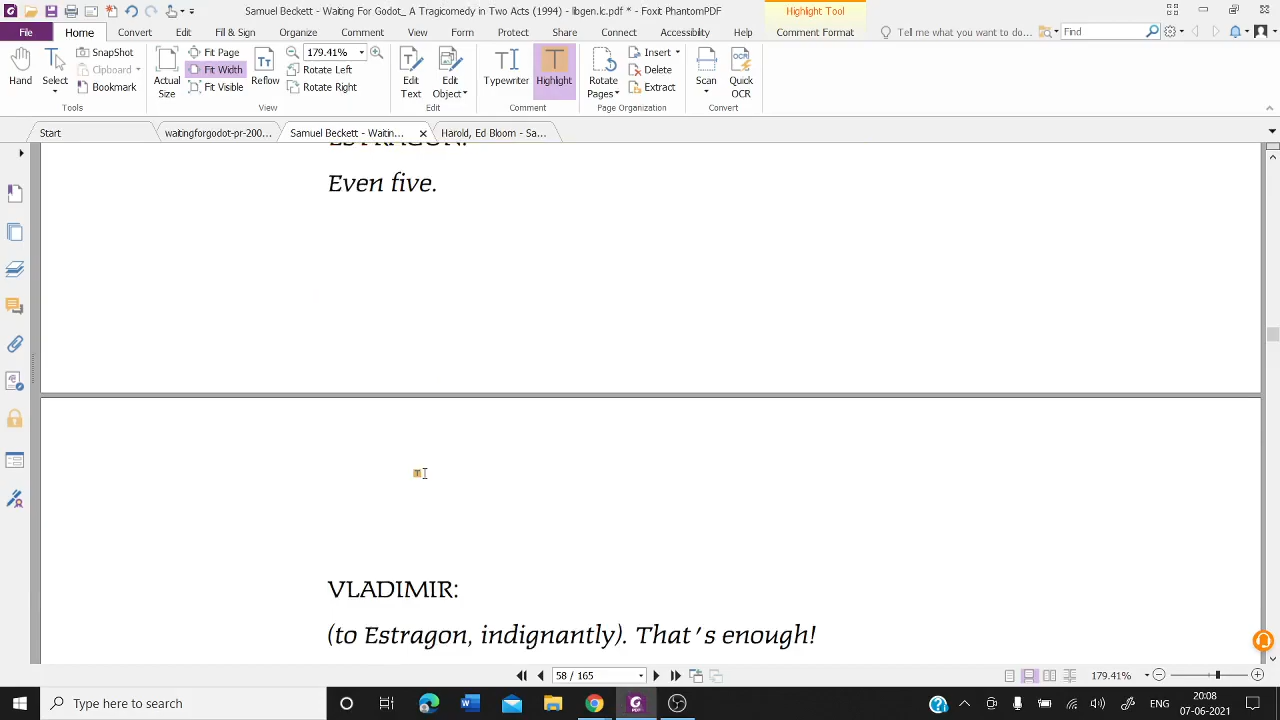 Samuel Beckett - Waiting For Godot_ A Tragicomedy in Two Acts (1994) - libgen.lc.pdf * - Foxit PhantomPDF
Highlight Tool
File Home Convert Edit Fill & Sign Organize Comment View Form Protect Share Connect Accessibility Help Comment Format
Tell me what you want to do... Find
Hand
Select
SnapShot
Clipboard
Bookmark
Tools
Actual Size
Fit Page
Fit Width
Fit Visible
Reflow
179.41%
Rotate Left
Rotate Right
View
Edit Text
Edit Object
Edit
Typewriter
Highlight
Comment
Rotate Pages
Insert
Delete
Extract
Page Organization
Scan
Quick OCR
Convert
Start waitingforgodot-pr-200... Samuel Beckett - Waitin... Harold, Ed Bloom - Sa...
ESTRAGON:
Even five.
VLADIMIR:
(to Estragon, indignantly). That's enough!
58 / 165 179.41%
Type here to search
ENG
20:08
07-06-2021